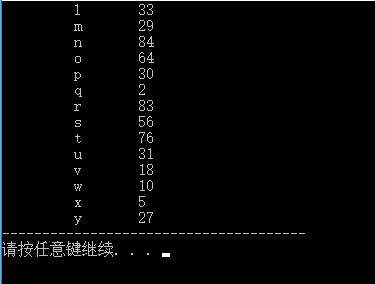 l 33
m 29
n 84
o 64
p 30
q 2
r 83
s 56
t 76
u 31
v 18
w 10
x 5
y 27
--------------------------------------
请按任意键继续. . .